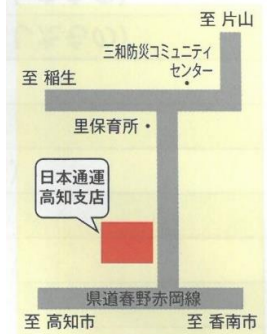 至 片山
三和防災コミュニティ
センター
至 稲生
里保育所
日本通運
高知支店
県道春野赤岡線
至 高知市
至 香南市